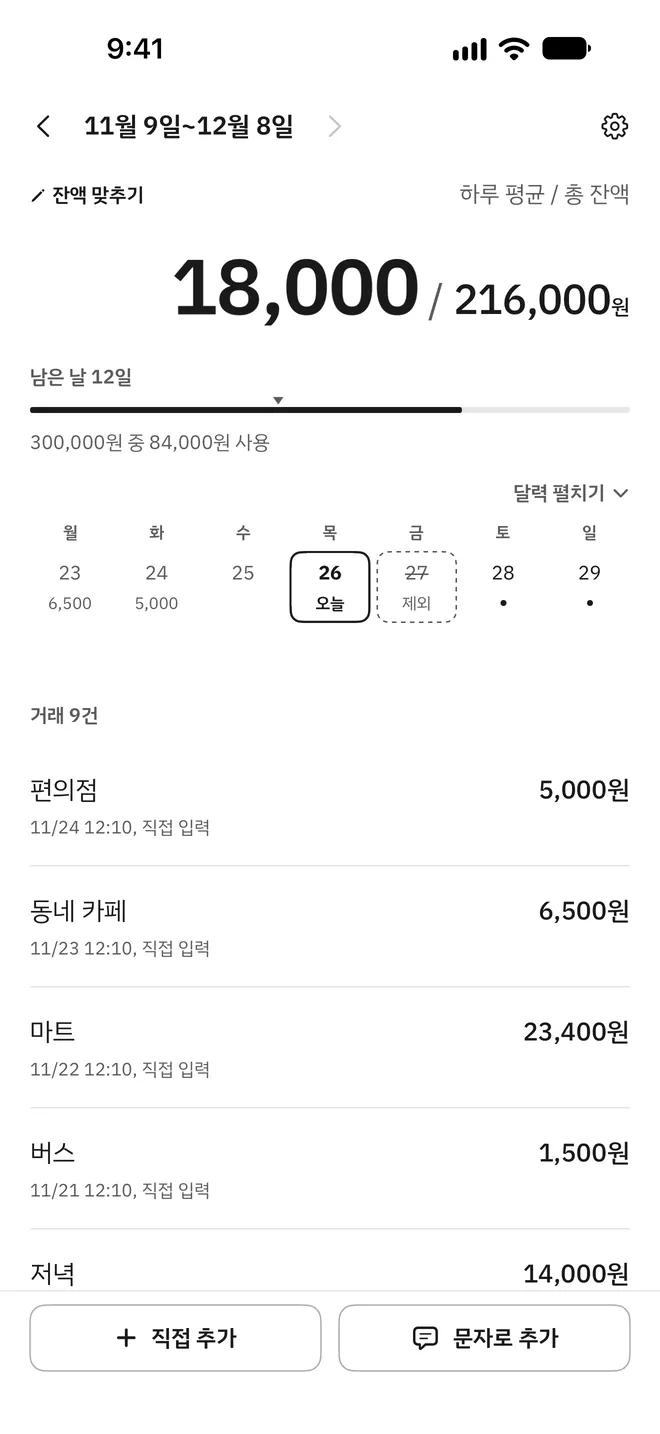 9:41
11월 9일~12월 8일
잔액 맞추기
하루 평균 / 총 잔액
18,000 / 216,000원
남은 날 12일
300,000원 중 84,000원 사용
달력 펼치기
월 화 수 목 금 토 일
23 24 25 26 27 28 29
6,500 5,000 오늘 제외
거래 9건
편의점 5,000원
11/24 12:10, 직접 입력
동네 카페 6,500원
11/23 12:10, 직접 입력
마트 23,400원
11/22 12:10, 직접 입력
버스 1,500원
11/21 12:10, 직접 입력
저녁 14,000원
직접 추가 문자로 추가